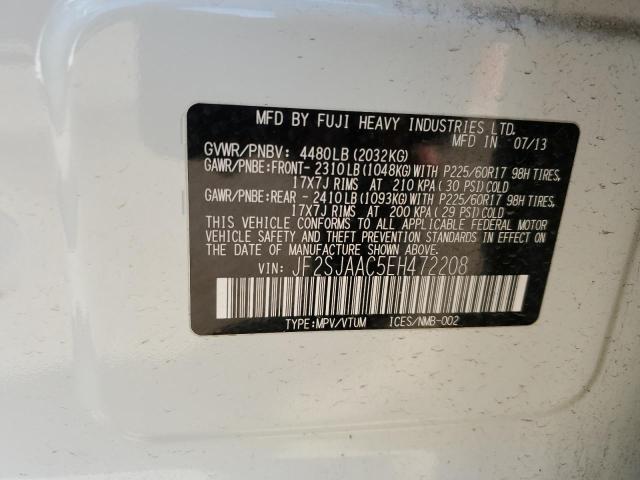 MFD BY FUJI HEAVY INDUSTRIES LTD.
MFD IN 07/13
GVWR/PNBV: 4480LB(2032KG)
GAWR/PNBE:FRONT- 2310LB(1048KG)WITH P225/60R17 98H TIRES,
17X7J RIMS AT 210 KPA( 30 PSI)COLD
GAWR/PNBE:REAR - 2410LB(1093KG)WITH P225/60R17 98H TIRES,
17X7J RIMS AT 200 KPA( 29 PSI)COLD
THIS VEHICLE CONFORMS TO ALL APPLICABLE FEDERAL MOTOR
VEHICLE SAFETY AND THEFT PREVENTION STANDARDS IN EFFECT ON
THE DATE OF MANUFACTURE SHOWN ABOVE.
VIN: JF2SJAAC5EH472208
TYPE:MPV/VTUM ICES/NMB-002